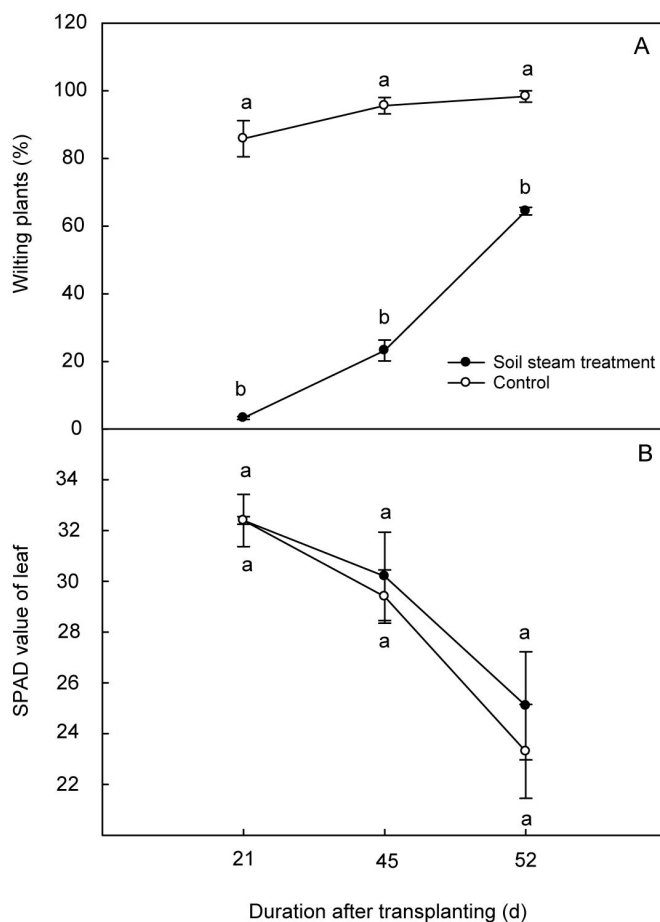 A
120
100
80
60
40
20
0
Wilting plants (%)
a
a
a
b
b
b
Soil steam treatment
Control
B
34
32
30
28
26
24
22
SPAD value of leaf
a
a
a
a
a
a
21 45 52
Duration after transplanting (d)